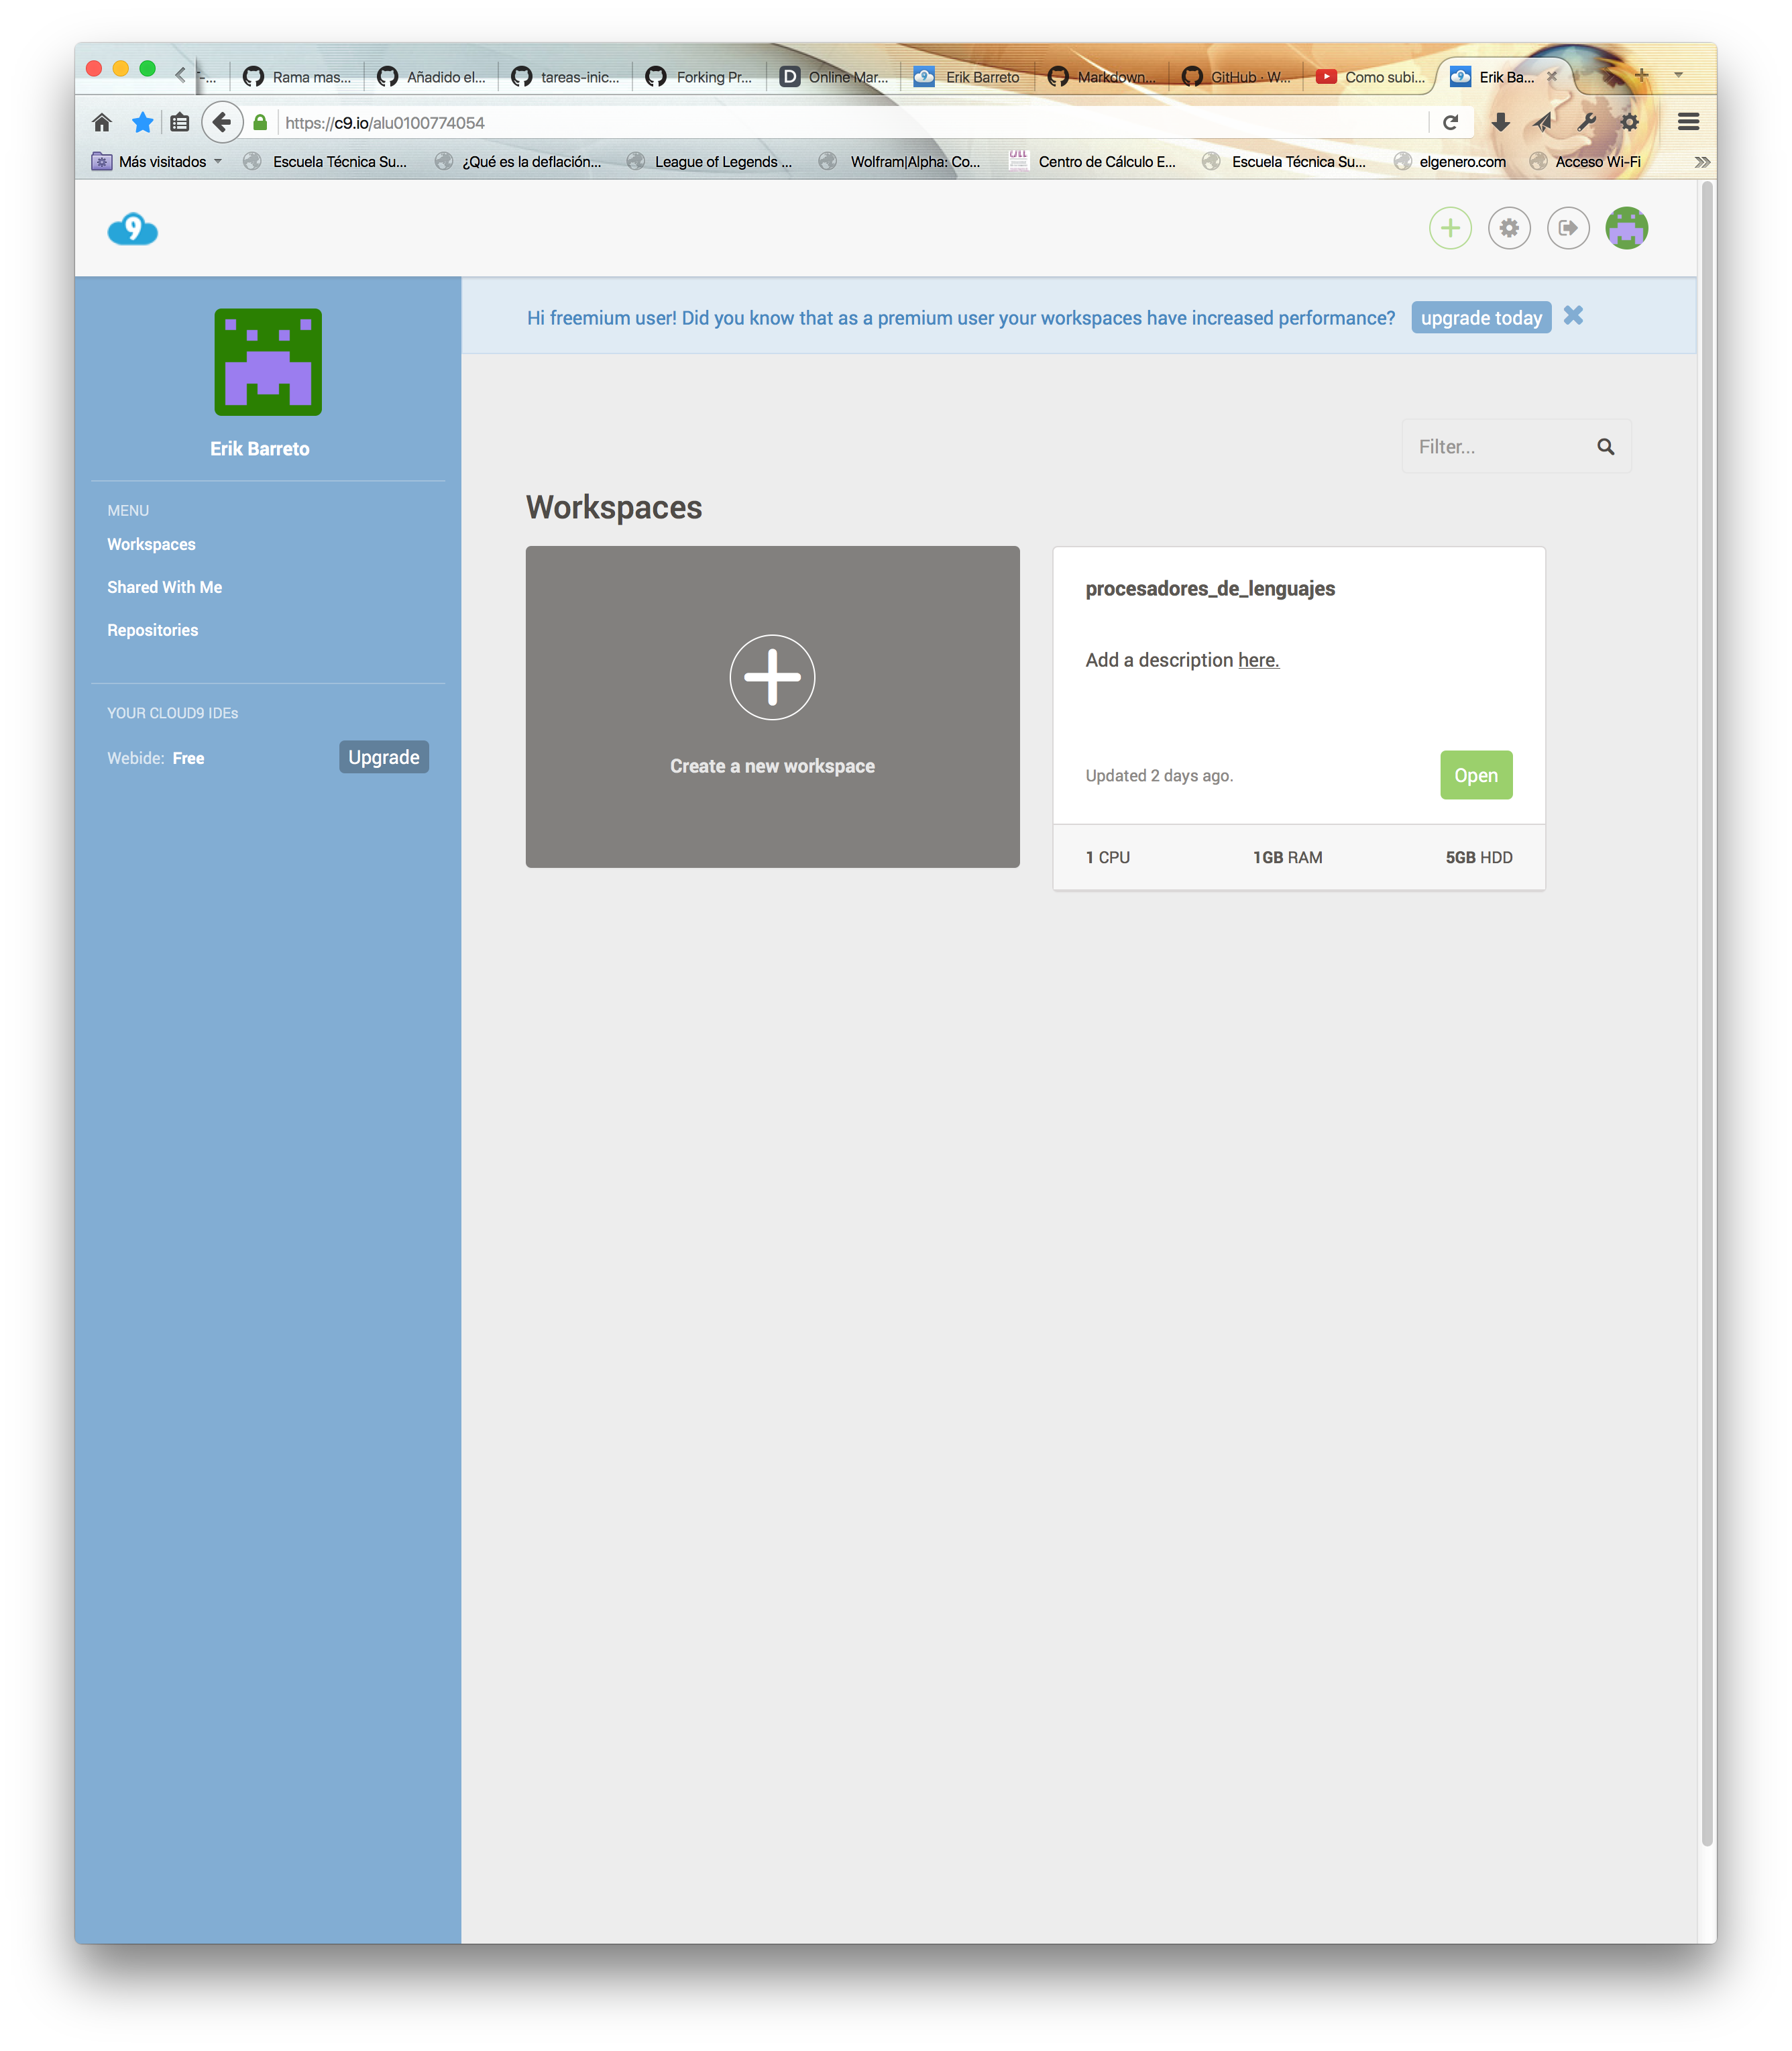 -... Rama mas... Añadido el... tareas-inic... Forking Pr... D Online Mar... Erik Barreto Markdown... GitHub · W... Como subi... Erik Ba...
https://c9.io/alu0100774054
Más visitados Escuela Técnica Su... ¿Qué es la deflación... League of Legends ... Wolfram|Alpha: Co... ULL Centro de Cálculo E... Escuela Técnica Su... elgenero.com Acceso Wi-Fi
9
Hi freemium user! Did you know that as a premium user your workspaces have increased performance? upgrade today
Erik Barreto
MENU
Workspaces
Shared With Me
Repositories
YOUR CLOUD9 IDEs
Webide: Free Upgrade
Filter...
Workspaces
Create a new workspace
procesadores_de_lenguajes
Add a description here.
Updated 2 days ago. Open
1 CPU 1GB RAM 5GB HDD